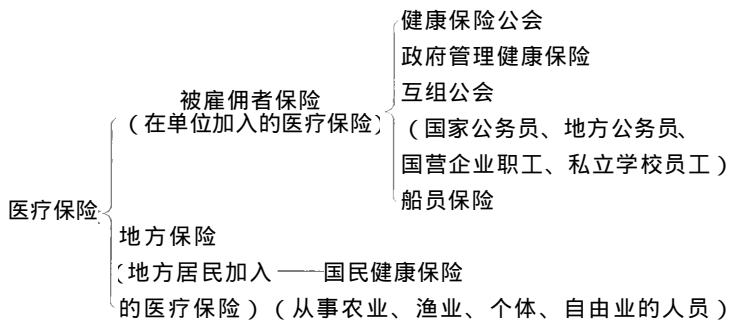 健康保险公会
政府管理健康保险
被雇佣者保险
互组公会
(在单位加入的医疗保险)
(国家公务员、地方公务员、
国营企业职工、私立学校员工)
船员保险
医疗保险
地方保险
(地方居民加入——国民健康保险
的医疗保险)(从事农业、渔业、个体、自由业的人员)